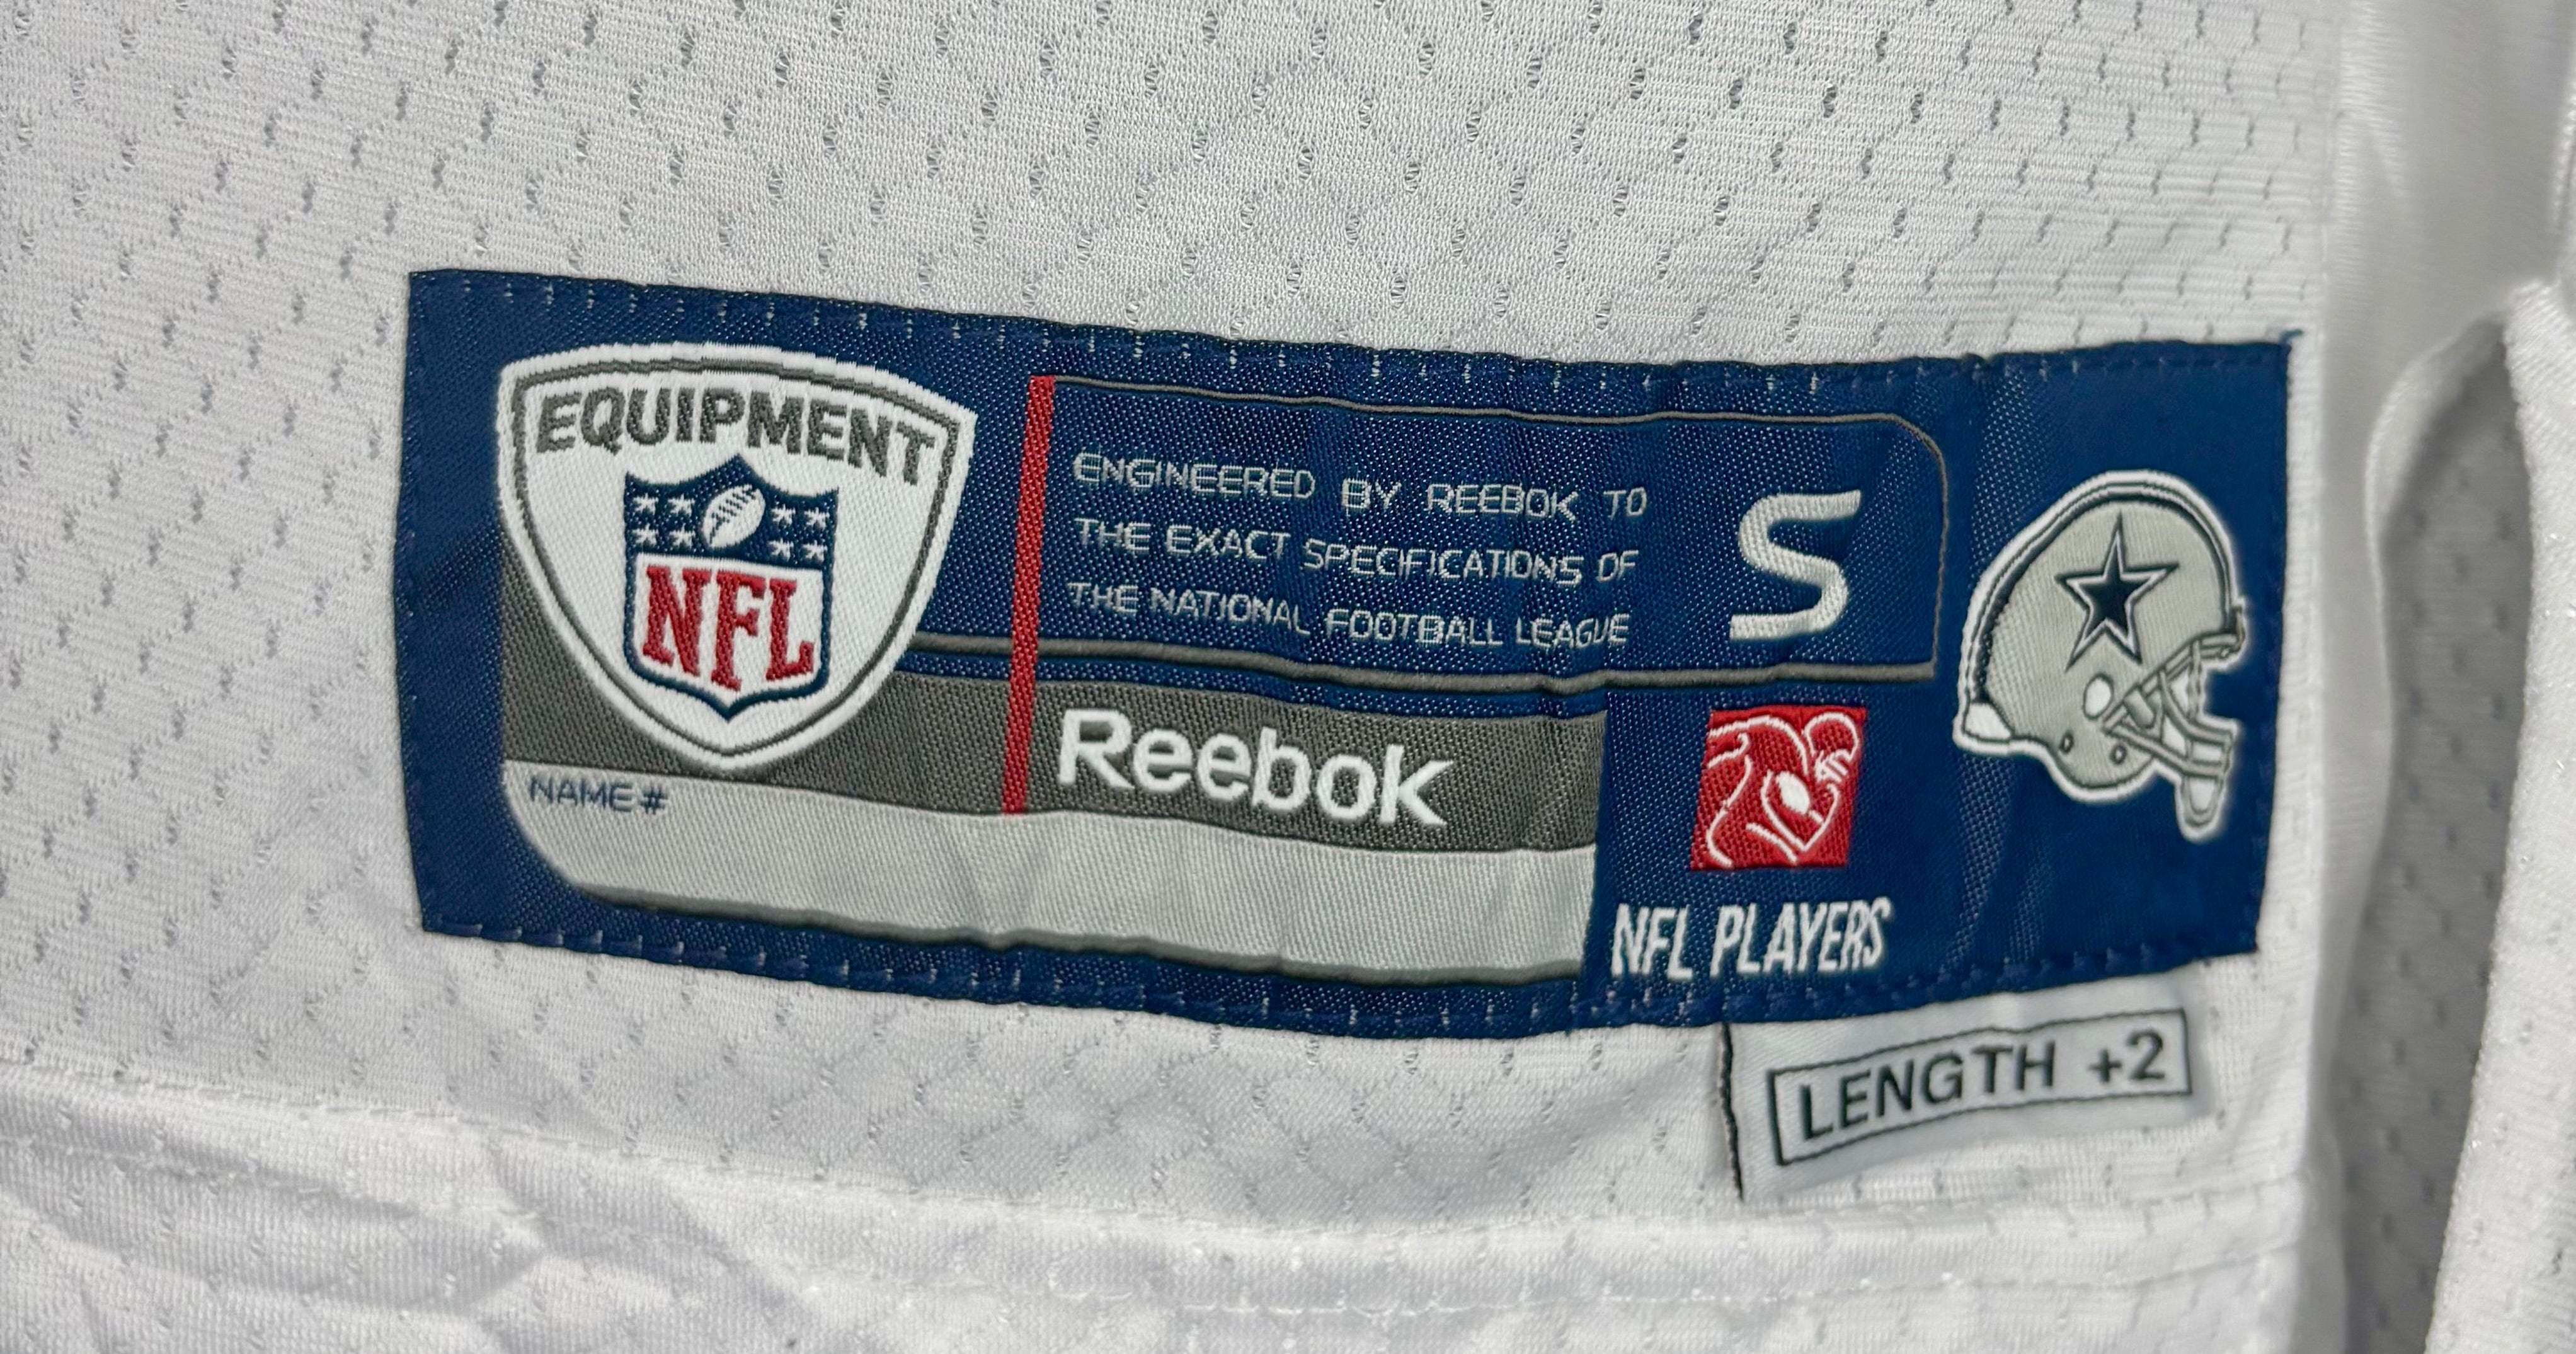 EQUIPMENT
NFL
ENGINEERED BY REEBOK TO
THE EXACT SPECIFICATIONS OF
THE NATIONAL FOOTBALL LEAGUE
S
Reebok
NAME#
NFL PLAYERS
LENGTH +2